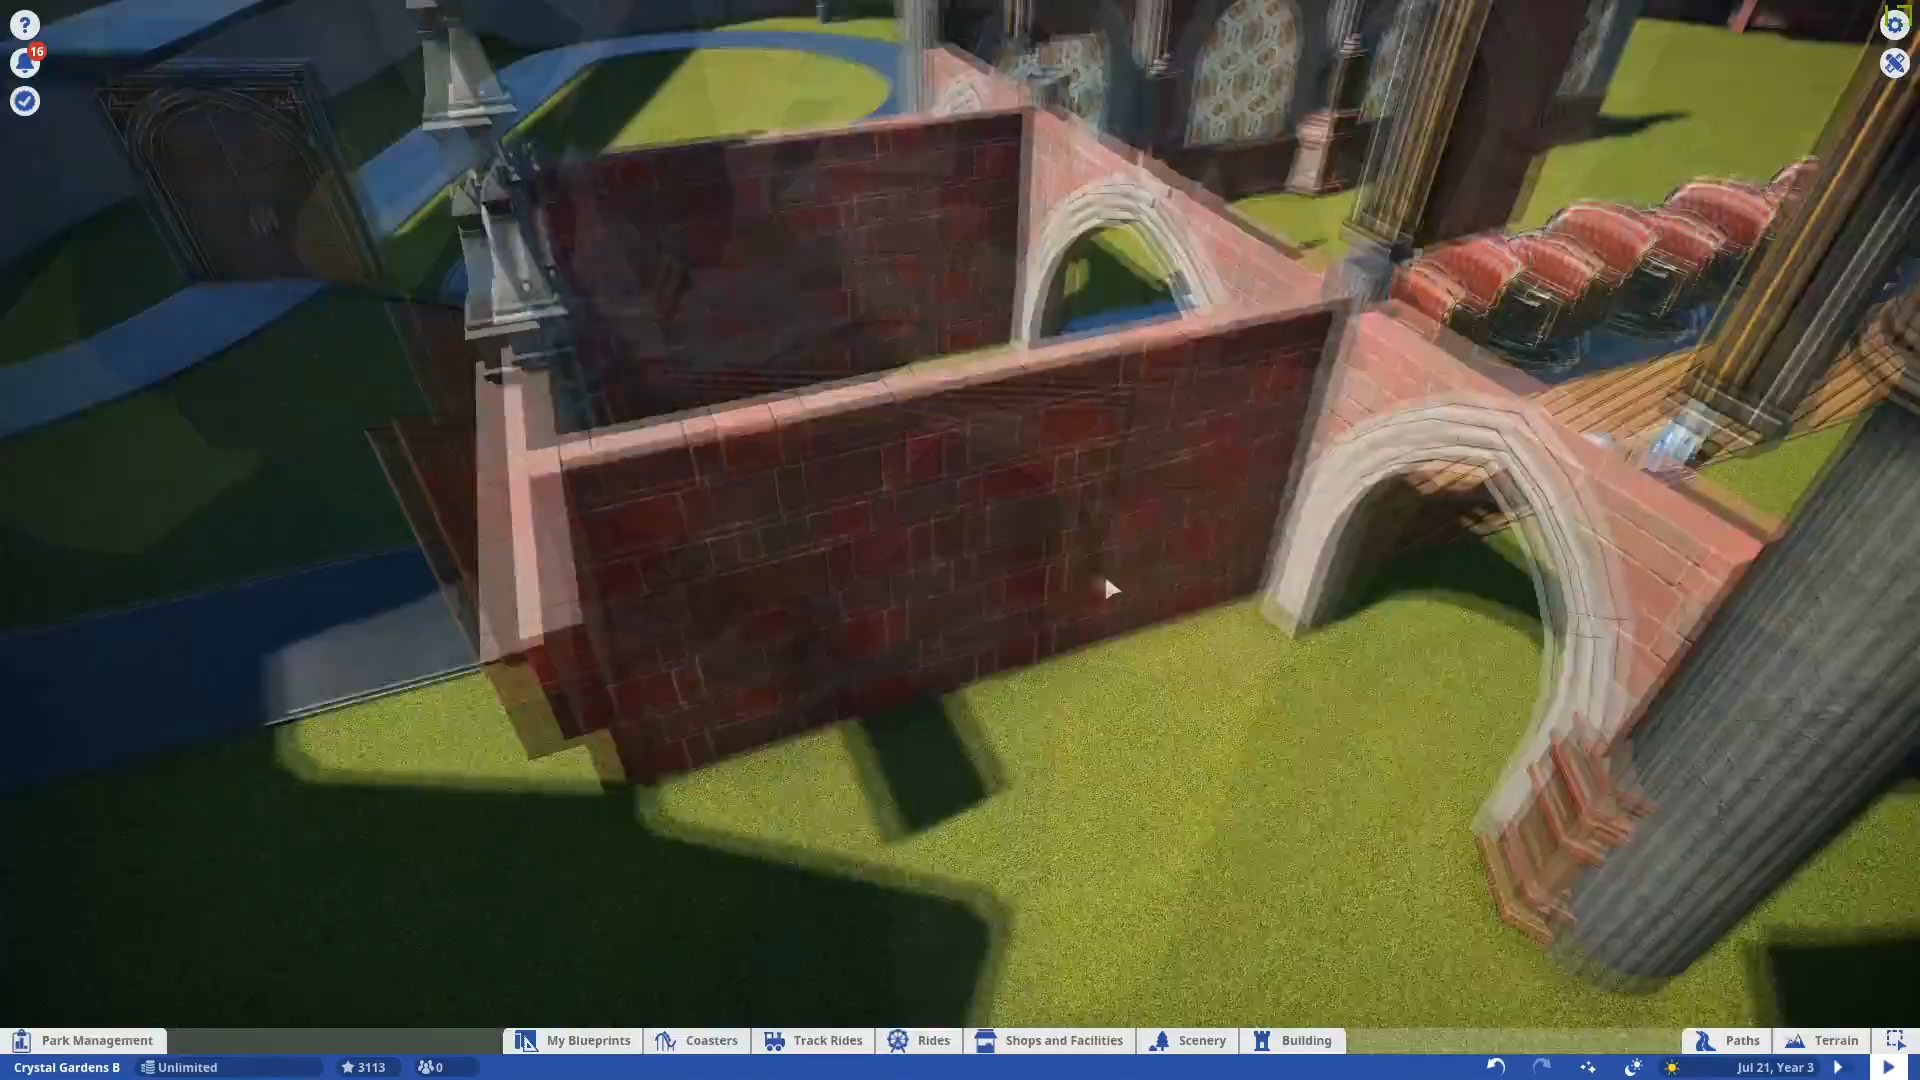 ?
16
Park Management
My Blueprints
Coasters
Track Rides
Rides
Shops and Facilities
Scenery
Building
Paths
Terrain
Crystal Gardens B
Unlimited
3113
0
Jul 21, Year 3